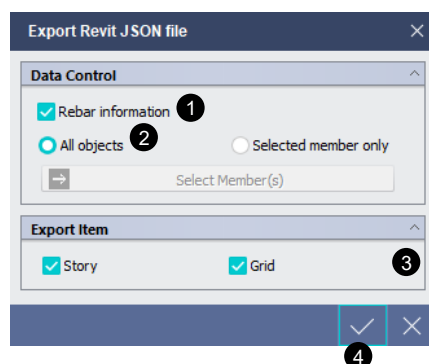 Export Revit JSON file
Data Control
Rebar information 1
All objects 2 Selected member only
Select Member(s)
Export Item
Story Grid 3
4